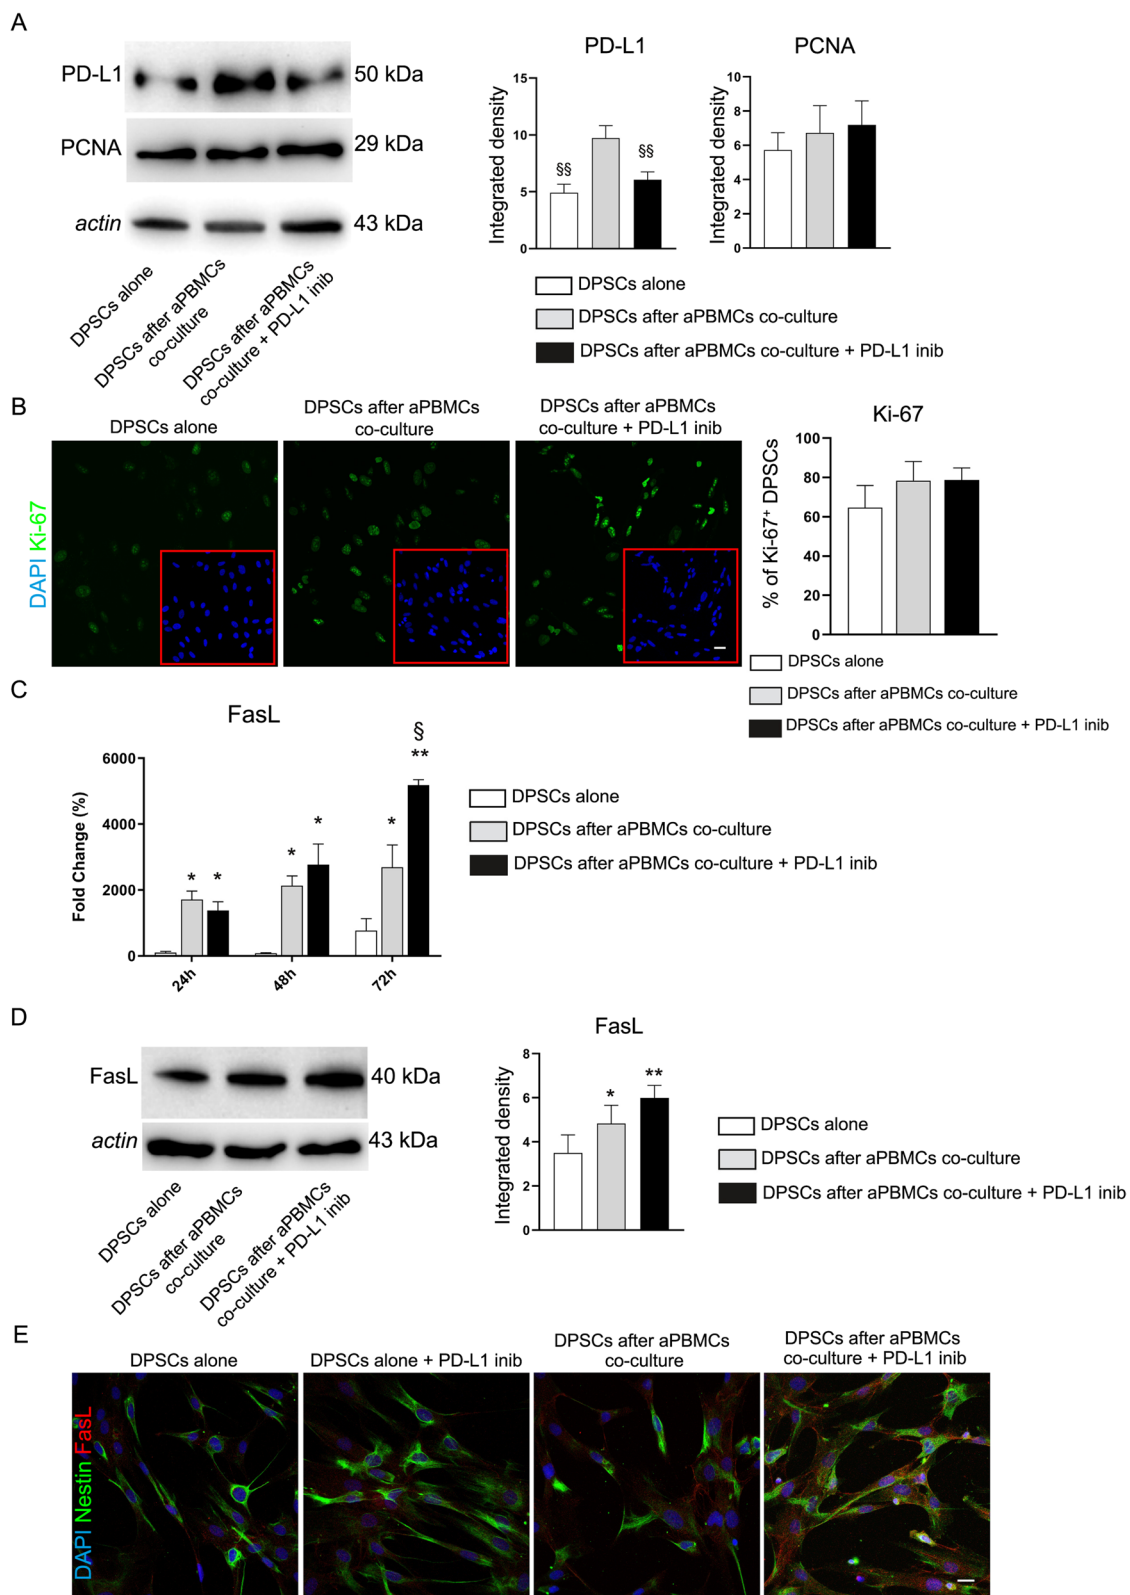 A
PD-L1
50 kDa
PCNA
29 kDa
actin
43 kDa
DPSCs alone
DPSCs after aPBMCs
co-culture
DPSCs after aPBMCs
co-culture + PD-L1 inib
PD-L1
Integrated density
15
10
5
0
§§
§§
PCNA
Integrated density
10
8
6
4
2
0
DPSCs alone
DPSCs after aPBMCs co-culture
DPSCs after aPBMCs co-culture + PD-L1 inib
B
DAPI Ki-67
DPSCs alone
DPSCs after aPBMCs
co-culture
DPSCs after aPBMCs
co-culture + PD-L1 inib
Ki-67
% of Ki-67+ DPSCs
100
80
60
40
20
0
DPSCs alone
DPSCs after aPBMCs co-culture
DPSCs after aPBMCs co-culture + PD-L1 inib
C
FasL
Fold Change (%)
6000
4000
2000
0
* *
* *
* ** §
24h 48h 72h
DPSCs alone
DPSCs after aPBMCs co-culture
DPSCs after aPBMCs co-culture + PD-L1 inib
D
FasL
40 kDa
actin
43 kDa
DPSCs alone
DPSCs after aPBMCs
co-culture
DPSCs after aPBMCs
co-culture + PD-L1 inib
FasL
Integrated density
8
6
4
2
0
* **
DPSCs alone
DPSCs after aPBMCs co-culture
DPSCs after aPBMCs co-culture + PD-L1 inib
E
DAPI Nestin FasL
DPSCs alone
DPSCs alone + PD-L1 inib
DPSCs after aPBMCs
co-culture
DPSCs after aPBMCs
co-culture + PD-L1 inib